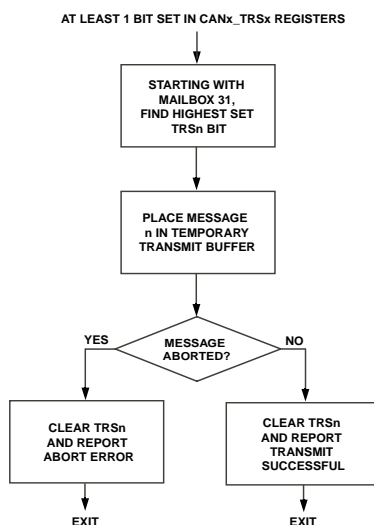 AT LEAST 1 BIT SET IN CANx_TRSx REGISTERS
STARTING WITH
MAILBOX 31,
FIND HIGHEST SET
TRSn BIT
PLACE MESSAGE
n IN TEMPORARY
TRANSMIT BUFFER
MESSAGE
ABORTED?
YES
NO
CLEAR TRSn
AND REPORT
ABORT ERROR
CLEAR TRSn
AND REPORT
TRANSMIT
SUCCESSFUL
EXIT
EXIT